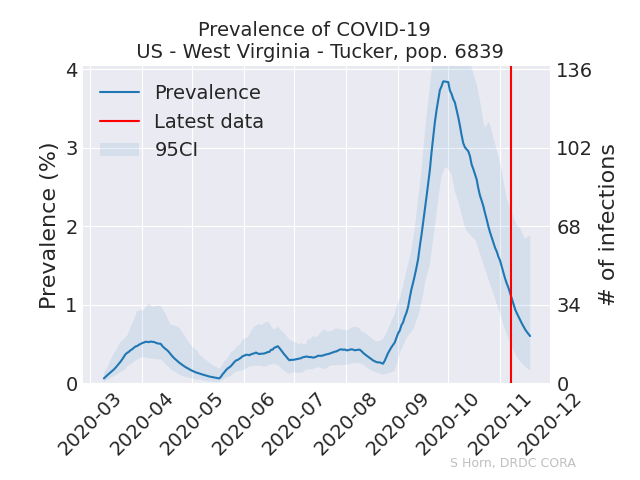 Prevalence of COVID-19
US - West Virginia - Tucker, pop. 6839
4
3
2
1
0
Prevalence (%)
Prevalence
Latest data
95CI
136
102
68
34
0
# of infections
2020-03
2020-04
2020-05
2020-06
2020-07
2020-08
2020-09
2020-10
2020-11
2020-12
S Horn, DRDC CORA